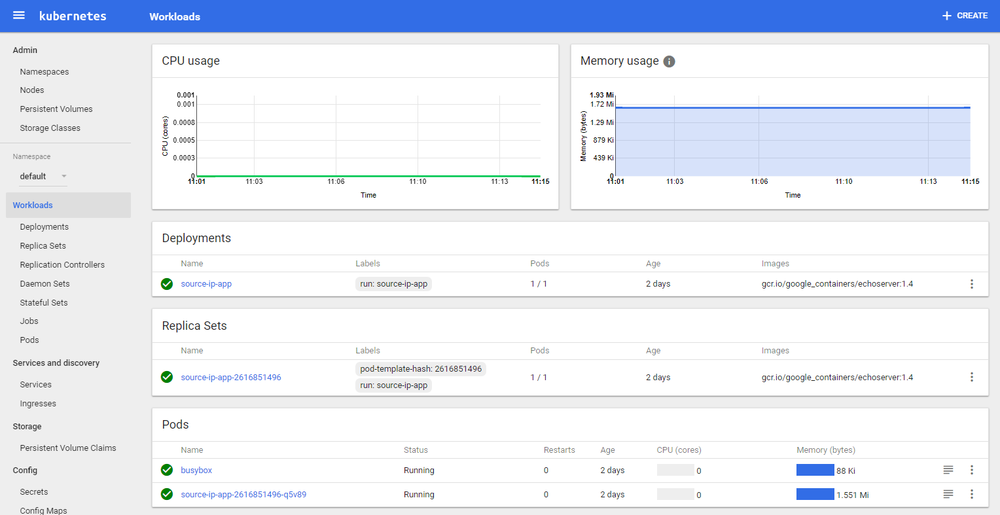 kubernetes
Workloads
CREATE
Admin
Namespaces
Nodes
Persistent Volumes
Storage Classes
Namespace
default
Workloads
Deployments
Replica Sets
Replication Controllers
Daemon Sets
Stateful Sets
Jobs
Pods
Services and discovery
Services
Ingresses
Storage
Persistent Volume Claims
Config
Secrets
Config Maps
CPU usage
CPU (cores)
0.001
0.001
0.0008
0.0005
0.0003
0
11:01 11:03 11:06 11:10 11:13 11:15
Time
Memory usage
Memory (bytes)
1.93 Mi
1.72 Mi
1.29 Mi
879 Ki
439 Ki
0
11:01 11:03 11:06 11:10 11:13 11:15
Time
Deployments
Name Labels Pods Age Images
source-ip-app run: source-ip-app 1 / 1 2 days gcr.io/google_containers/echoserver:1.4
Replica Sets
Name Labels Pods Age Images
pod-template-hash: 2616851496
source-ip-app-2616851496 1 / 1 2 days gcr.io/google_containers/echoserver:1.4
run: source-ip-app
Pods
Name Status Restarts Age CPU (cores) Memory (bytes)
busybox Running 0 2 days 0 88 Ki
source-ip-app-2616851496-q5v89 Running 0 2 days 0 1.551 Mi